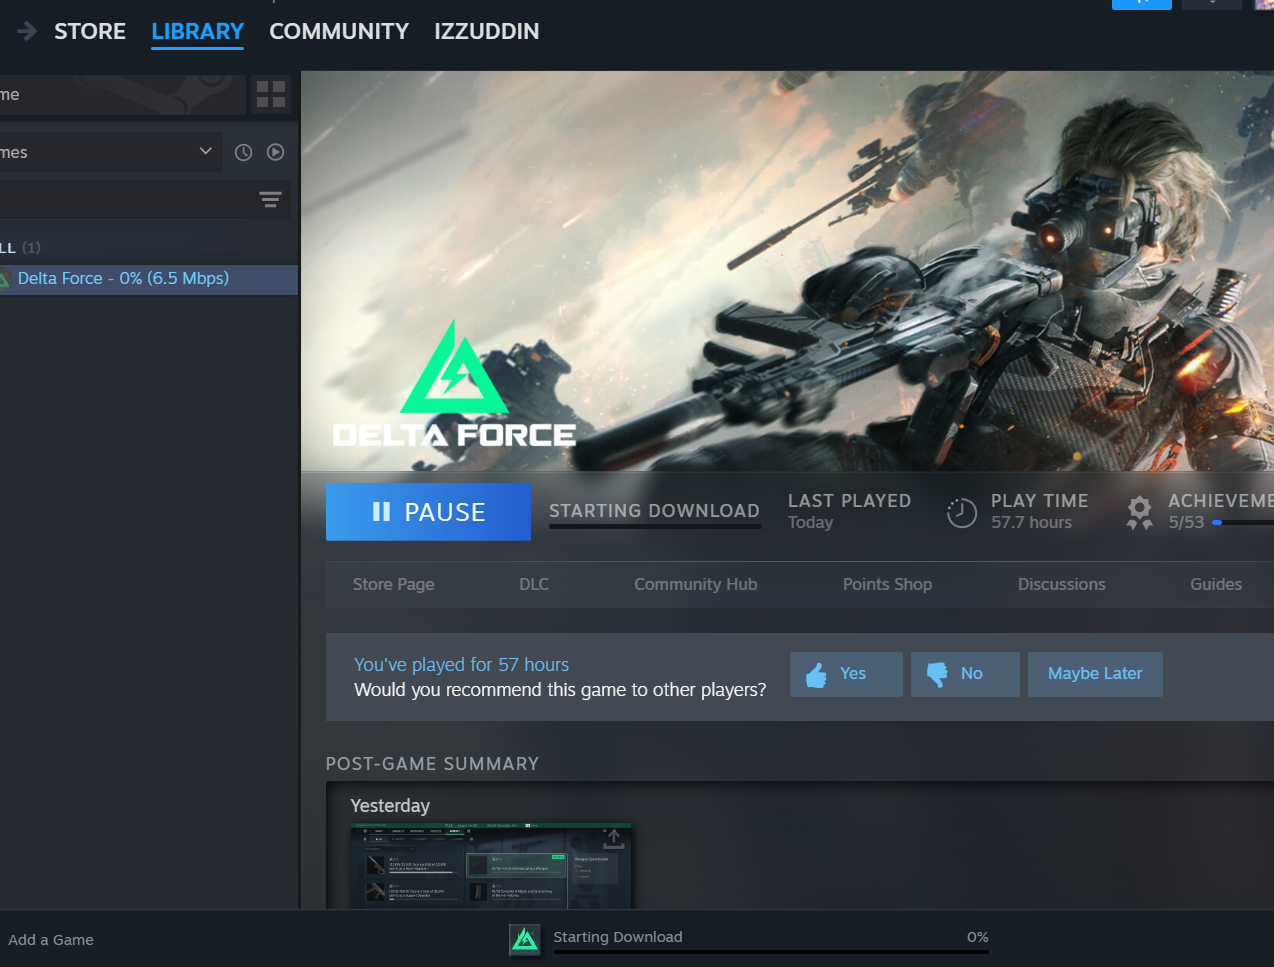 STORE LIBRARY COMMUNITY IZZUDDIN
me
mes
LL (1)
Delta Force - 0% (6.5 Mbps)
DELTA FORCE
PAUSE
STARTING DOWNLOAD
LAST PLAYED
Today
PLAY TIME
57.7 hours
ACHIEVEME
5/53
Store Page DLC Community Hub Points Shop Discussions Guides
You've played for 57 hours
Would you recommend this game to other players?
Yes No Maybe Later
POST-GAME SUMMARY
Yesterday
Add a Game
Starting Download 0%